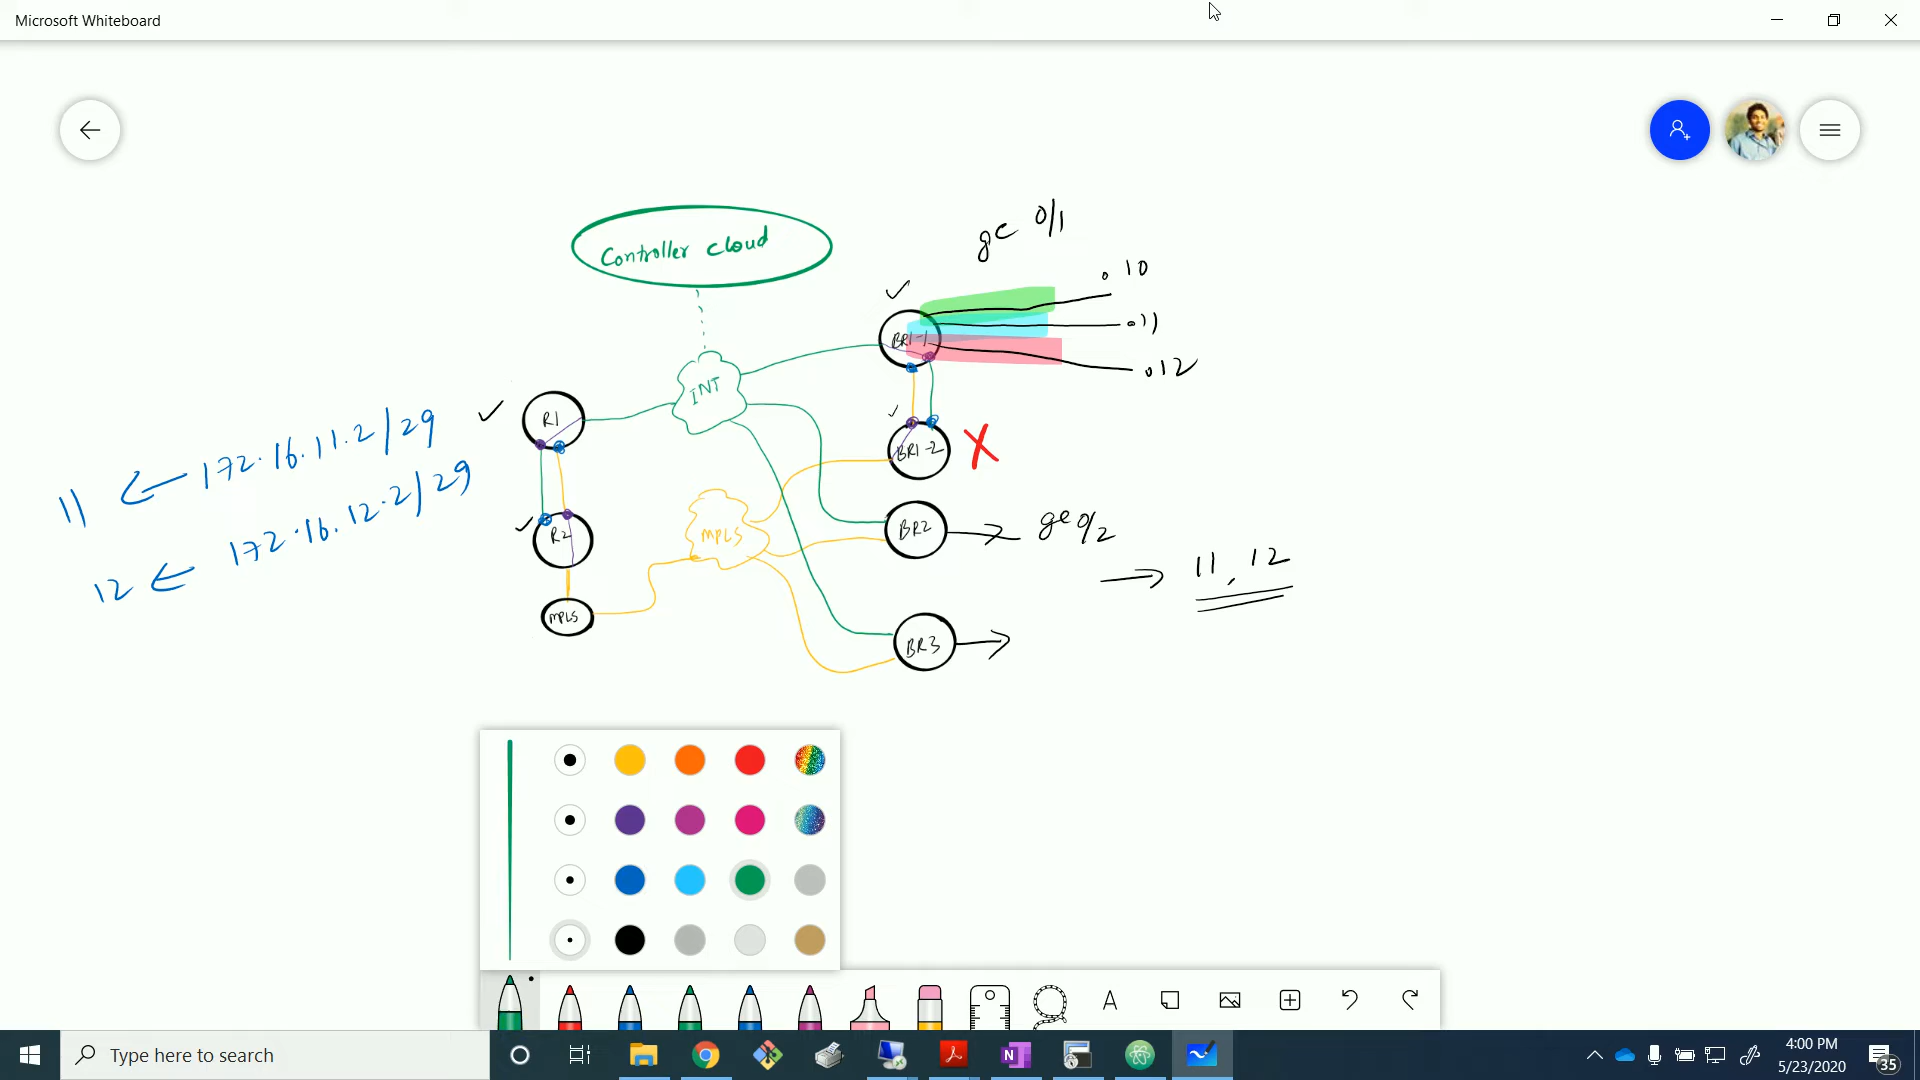 Microsoft Whiteboard
Controller cloud
ge 0/1
.10
.11
.12
BR1-1
INT
R1
BR1-2
X
11 ← 172.16.11.2/29
12 ← 172.16.12.2/29
R2
MPLS
BR2
ge 0/2
→ 11, 12
MPLS
BR3
A
Type here to search
4:00 PM
5/23/2020
35